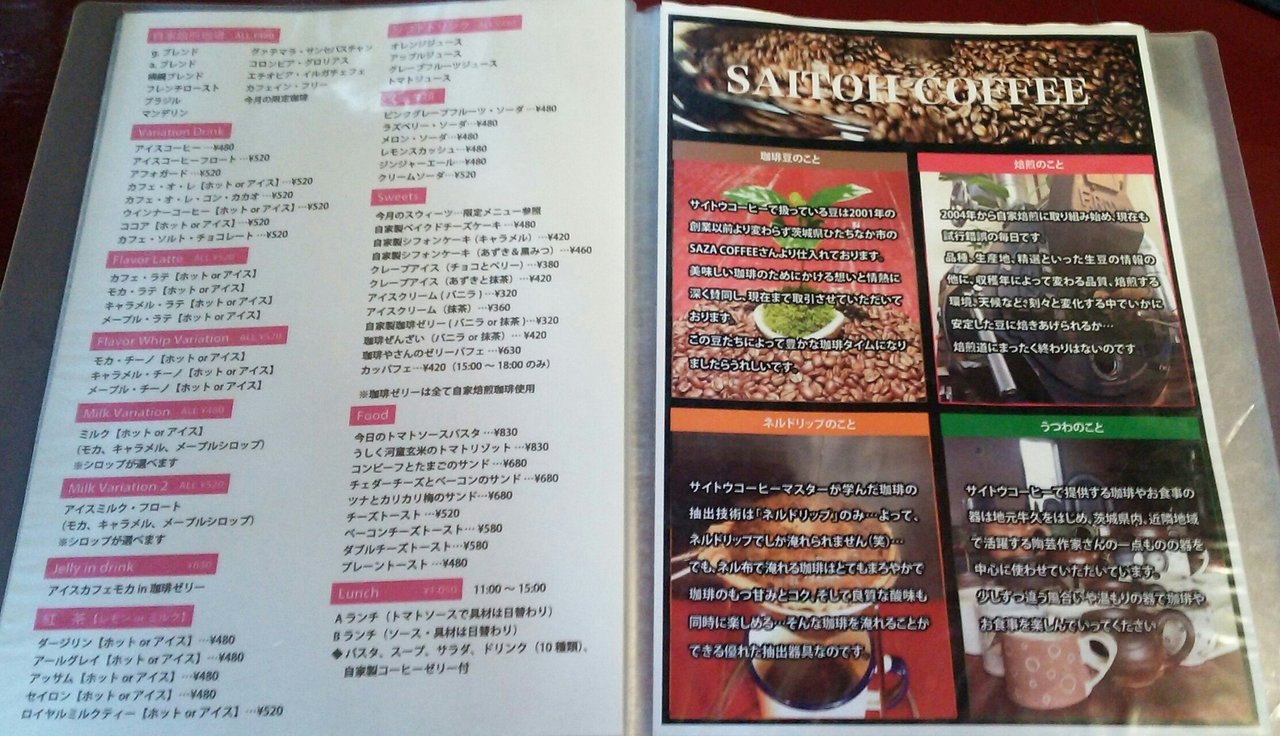 自家焙煎珈琲 ALL ¥480
g. ブレンド
a. ブレンド
ブレンド
フレンチロースト
ブラジル
マンデリン
グァテマラ・サンセバスチャン
コロンビア・グロリアス
エチオピア・イルガチェフェ
カフェイン・フリー
今月の限定珈琲
Variation Drink
アイスコーヒー…¥480
アイスコーヒーフロート…¥520
アフォガード…¥520
カフェ・オ・レ【ホット or アイス】…¥520
カフェ・オ・レ・コン・カカオ…¥520
ウインナーコーヒー【ホット or アイス】…¥520
ココア【ホット or アイス】…¥520
カフェ・ソルト・チョコレート…¥520
Flavor Latte ALL ¥520
カフェ・ラテ【ホット or アイス】
モカ・ラテ【ホット or アイス】
キャラメル・ラテ【ホット or アイス】
メープル・ラテ【ホット or アイス】
Flavor Whip Variation ALL ¥520
モカ・チーノ【ホット or アイス】
キャラメル・チーノ【ホット or アイス】
メープル・チーノ【ホット or アイス】
Milk Variation ALL ¥480
ミルク【ホット or アイス】
（モカ、キャラメル、メープルシロップ）
※シロップが選べます
Milk Variation 2 ALL ¥520
アイスミルク・フロート
（モカ、キャラメル、メープルシロップ）
※シロップが選べます
Jelly in drink ¥630
アイスカフェモカ in 珈琲ゼリー
紅 茶【レモン or ミルク】
ダージリン【ホット or アイス】…¥480
アールグレイ【ホット or アイス】…¥480
アッサム【ホット or アイス】…¥480
セイロン【ホット or アイス】…¥480
ロイヤルミルクティー【ホット or アイス】…¥520
ソフトドリンク
オレンジジュース
アップルジュース
グレープフルーツジュース
トマトジュース
ピンクグレープフルーツ・ソーダ…¥480
ラズベリー・ソーダ…¥480
メロン・ソーダ…¥480
レモンスカッシュ…¥480
ジンジャーエール…¥480
クリームソーダ…¥520
Sweets
今月のスウィーツ…限定メニュー参照
自家製ベイクドチーズケーキ…¥480
自家製シフォンケーキ（キャラメル）…¥420
自家製シフォンケーキ（あずき＆黒みつ）…¥460
クレープアイス（チョコとベリー）…¥380
クレープアイス（あずきと抹茶）…¥420
アイスクリーム（バニラ）…¥320
アイスクリーム（抹茶）…¥360
自家製珈琲ゼリー（バニラ or 抹茶）…¥320
珈琲ぜんざい（バニラ or 抹茶）…¥420
珈琲やさんのゼリーパフェ…¥630
カッパフェ…¥420（15:00～18:00 のみ）
※珈琲ゼリーは全て自家焙煎珈琲使用
Food
今日のトマトソースパスタ…¥830
うしく河童玄米のトマトリゾット…¥830
コンビーフとたまごのサンド…¥680
チェダーチーズとベーコンのサンド…¥680
ツナとカリカリ梅のサンド…¥680
チーズトースト…¥520
ベーコンチーズトースト…¥580
ダブルチーズトースト…¥580
プレーントースト…¥480
Lunch ¥1,050 11:00～15:00
A ランチ（トマトソースで具材は日替わり）
B ランチ（ソース・具材は日替わり）
◆パスタ、スープ、サラダ、ドリンク（10 種類）、
自家製コーヒーゼリー付
SAITOH COFFEE
珈琲豆のこと
サイトウコーヒーで扱っている豆は2001年の
創業以前より変わらず茨城県ひたちなか市の
SAZA COFFEEさんより仕入れております。
美味しい珈琲のためにかける想いと情熱に
深く賛同し、現在まで取引させていただいて
おります。
この豆たちによって豊かな珈琲タイムになり
ましたらうれしいです。
焙煎のこと
2004年から自家焙煎に取り組み始め、現在も
試行錯誤の毎日です。
品種、生産地、精選といった生豆の情報の
他に、収穫年によって変わる品質、焙煎する
環境、天候など、刻々と変化する中でいかに
安定した豆に焙きあげられるか…
焙煎道にまったく終わりはないのです
ネルドリップのこと
サイトウコーヒーマスターが学んだ珈琲の
抽出技術は「ネルドリップ」のみ…よって、
ネルドリップでしか淹れられません（笑）…
でも、ネル布で淹れる珈琲はとてもまろやかで
珈琲のもつ甘みとコク、そして良質な酸味も
同時に楽しめる…そんな珈琲を淹れることが
できる優れた抽出器具なのです
うつわのこと
サイトウコーヒーで提供する珈琲やお食事の
器は地元牛久をはじめ、茨城県内、近隣地域
で活躍する陶芸作家さんの一点ものの器を
中心に使わせていただいています。
少しずつ違う風合いや温もりの器で珈琲や
お食事を楽しんでいってください